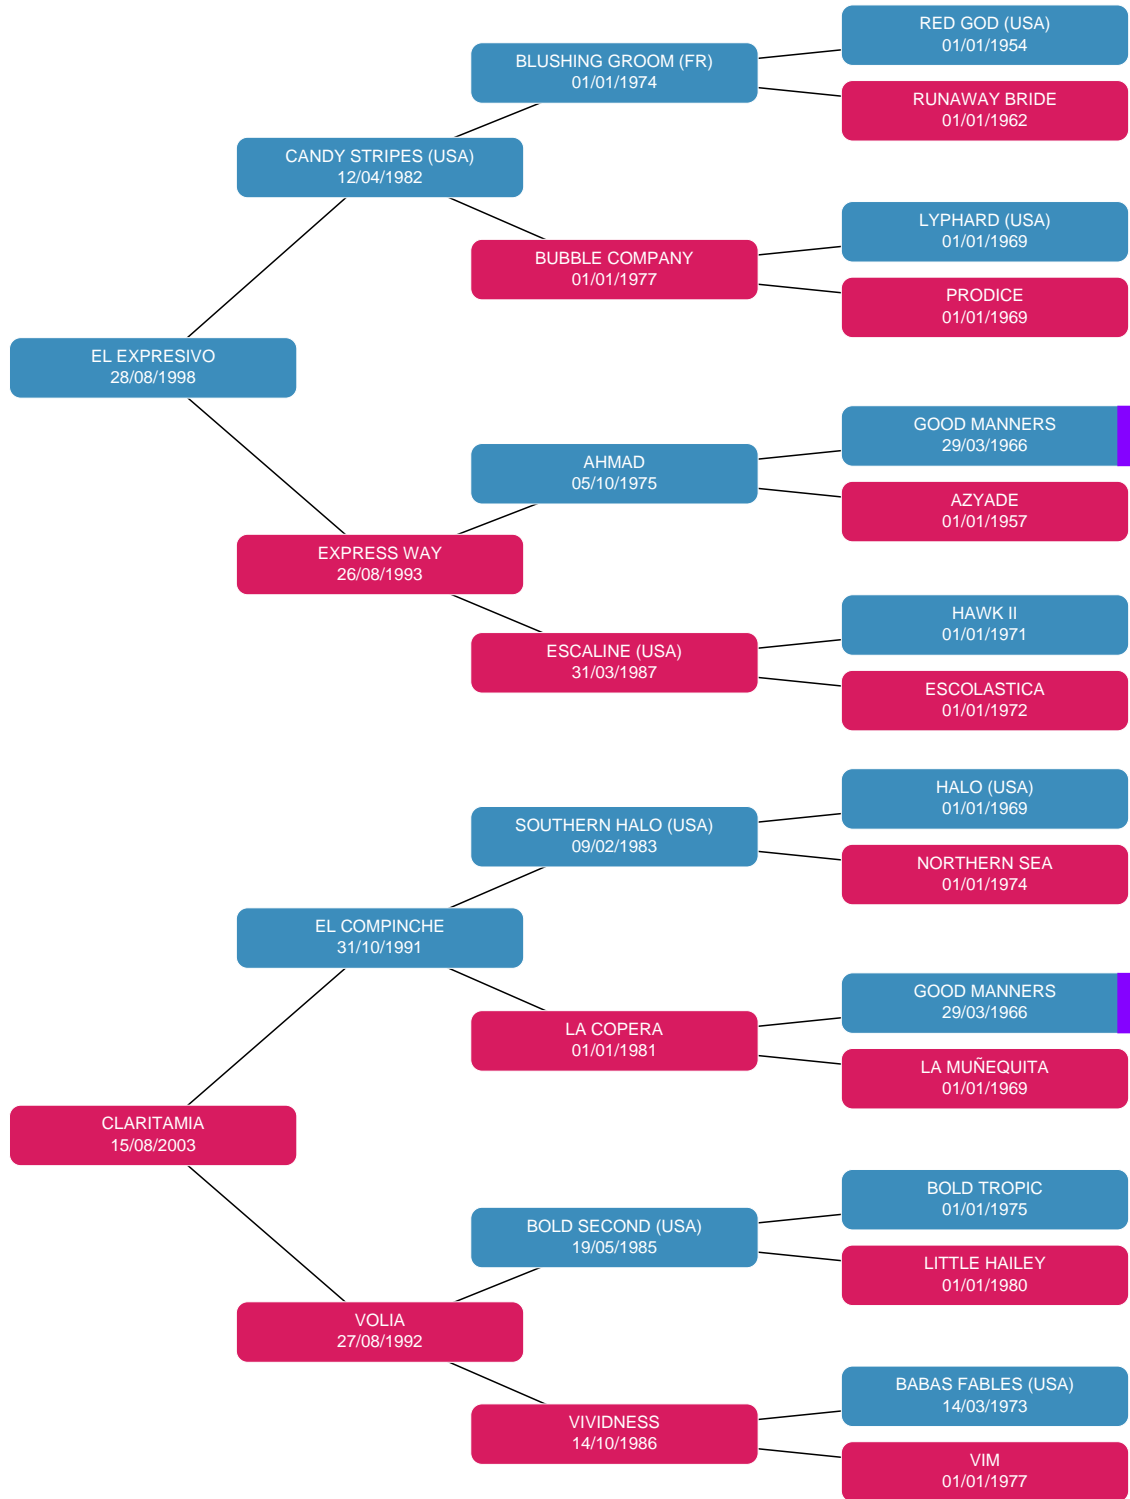 RED GOD (USA)
01/01/1954
BLUSHING GROOM (FR)
01/01/1974
RUNAWAY BRIDE
01/01/1962
CANDY STRIPES (USA)
12/04/1982
LYPHARD (USA)
01/01/1969
BUBBLE COMPANY
01/01/1977
PRODICE
01/01/1969
EL EXPRESIVO
28/08/1998
GOOD MANNERS
29/03/1966
AHMAD
05/10/1975
AZYADE
01/01/1957
EXPRESS WAY
26/08/1993
HAWK II
01/01/1971
ESCALINE (USA)
31/03/1987
ESCOLASTICA
01/01/1972
HALO (USA)
01/01/1969
SOUTHERN HALO (USA)
09/02/1983
NORTHERN SEA
01/01/1974
EL COMPINCHE
31/10/1991
GOOD MANNERS
29/03/1966
LA COPERA
01/01/1981
LA MUÑEQUITA
01/01/1969
CLARITAMIA
15/08/2003
BOLD TROPIC
01/01/1975
BOLD SECOND (USA)
19/05/1985
LITTLE HAILEY
01/01/1980
VOLIA
27/08/1992
BABAS FABLES (USA)
14/03/1973
VIVIDNESS
14/10/1986
VIM
01/01/1977